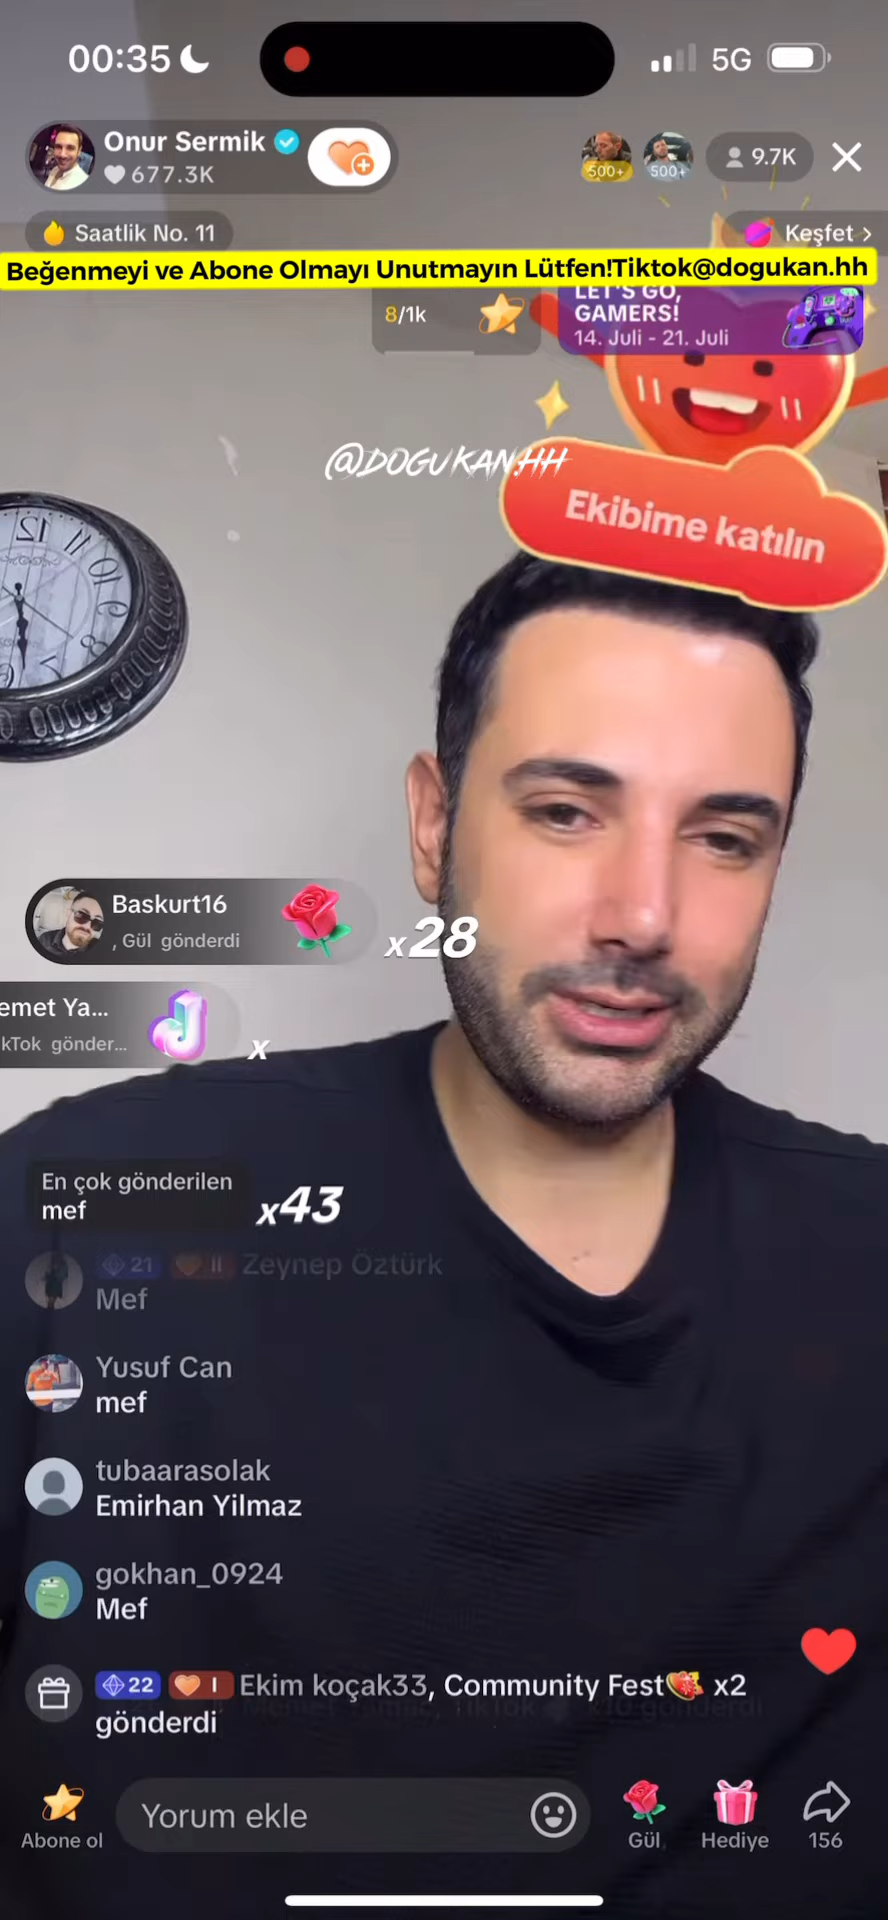 00:35
5G
Onur Sermik
677.3K
500+
500+
9.7K
Saatlik No. 11
Keşfet >
Beğenmeyi ve Abone Olmayı Unutmayın Lütfen!Tiktok@dogukan.hh
8/1k
LET'S GO,
GAMERS!
14. Juli - 21. Juli
@DOGUKAN.HH
Ekibime katılın
Baskurt16
, Gül gönderdi
x28
emet Ya...
kTok gönder...
x
En çok gönderilen
mef
x43
21 II Zeynep Öztürk
Mef
Yusuf Can
mef
tubaarasolak
Emirhan Yilmaz
gokhan_0924
Mef
22 I Ekim koçak33, Community Fest x2
gönderdi
Yorum ekle
Abone ol
Gül
Hediye
156